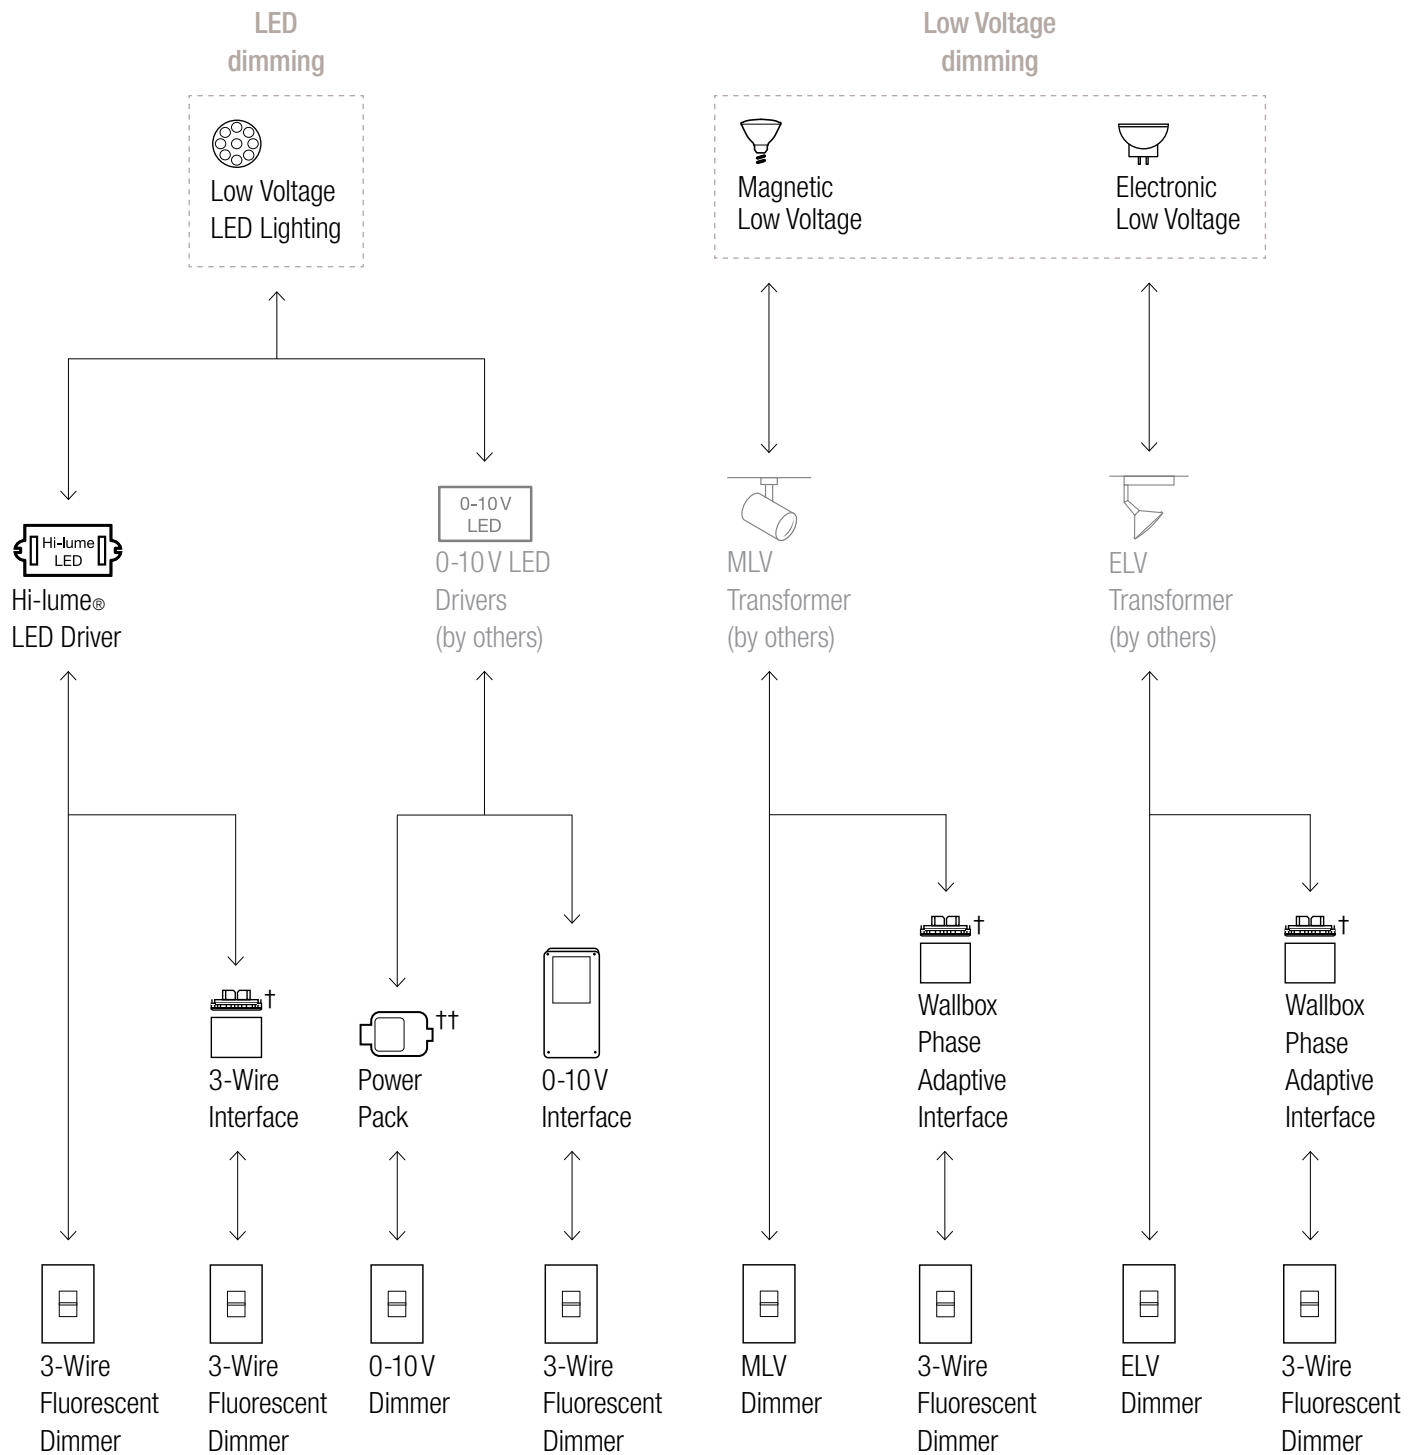 LED
dimming
Low Voltage
dimming
Low Voltage
LED Lighting
Magnetic
Low Voltage
Electronic
Low Voltage
Hi-lume
LED
Hi-lume®
LED Driver
0-10 V
LED
0-10 V LED
Drivers
(by others)
MLV
Transformer
(by others)
ELV
Transformer
(by others)
†
3-Wire
Interface
††
Power
Pack
0-10 V
Interface
†
Wallbox
Phase
Adaptive
Interface
†
Wallbox
Phase
Adaptive
Interface
3-Wire
Fluorescent
Dimmer
3-Wire
Fluorescent
Dimmer
0-10 V
Dimmer
3-Wire
Fluorescent
Dimmer
MLV
Dimmer
3-Wire
Fluorescent
Dimmer
ELV
Dimmer
3-Wire
Fluorescent
Dimmer